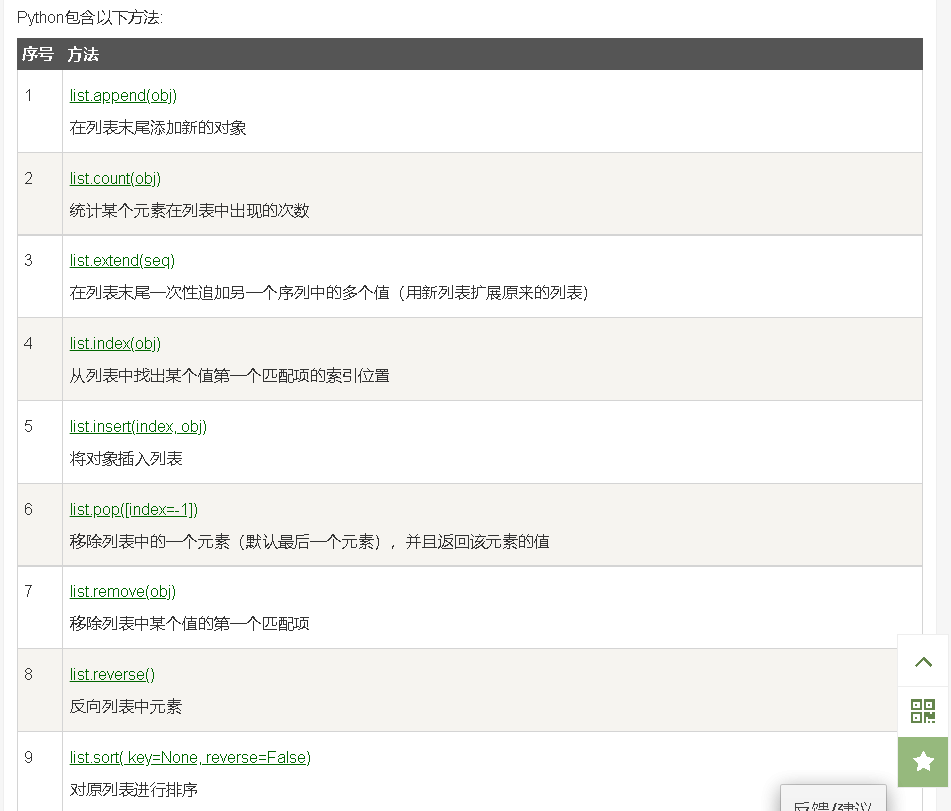 Python包含以下方法:
序号 方法
1 list.append(obj)
在列表末尾添加新的对象
2 list.count(obj)
统计某个元素在列表中出现的次数
3 list.extend(seq)
在列表末尾一次性追加另一个序列中的多个值（用新列表扩展原来的列表）
4 list.index(obj)
从列表中找出某个值第一个匹配项的索引位置
5 list.insert(index, obj)
将对象插入列表
6 list.pop([index=-1])
移除列表中的一个元素（默认最后一个元素），并且返回该元素的值
7 list.remove(obj)
移除列表中某个值的第一个匹配项
8 list.reverse()
反向列表中元素
9 list.sort( key=None, reverse=False)
对原列表进行排序
反馈/建议